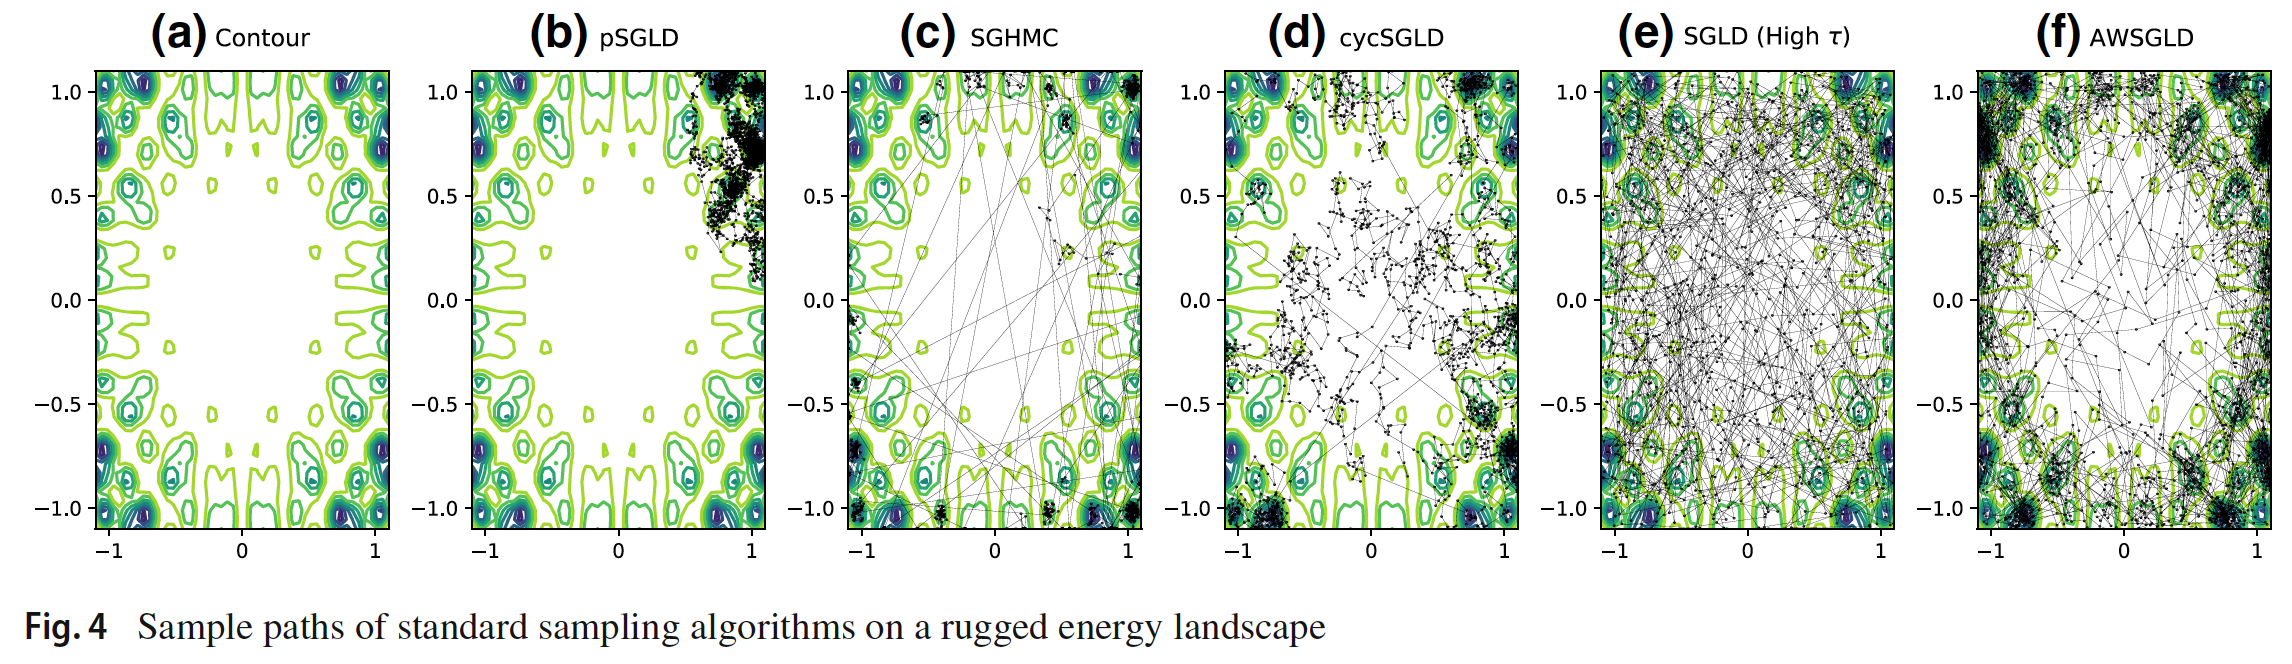 (a) Contour (b) pSGLD (c) SGHMC (d) cycSGLD (e) SGLD (High τ) (f) AWSGLD
1.0 1.0 1.0 1.0 1.0 1.0
0.5 0.5 0.5 0.5 0.5 0.5
0.0 0.0 0.0 0.0 0.0 0.0
−0.5 −0.5 −0.5 −0.5 −0.5 −0.5
−1.0 −1.0 −1.0 −1.0 −1.0 −1.0
−1 0 1 −1 0 1 −1 0 1 −1 0 1 −1 0 1 −1 0 1
Fig. 4 Sample paths of standard sampling algorithms on a rugged energy landscape